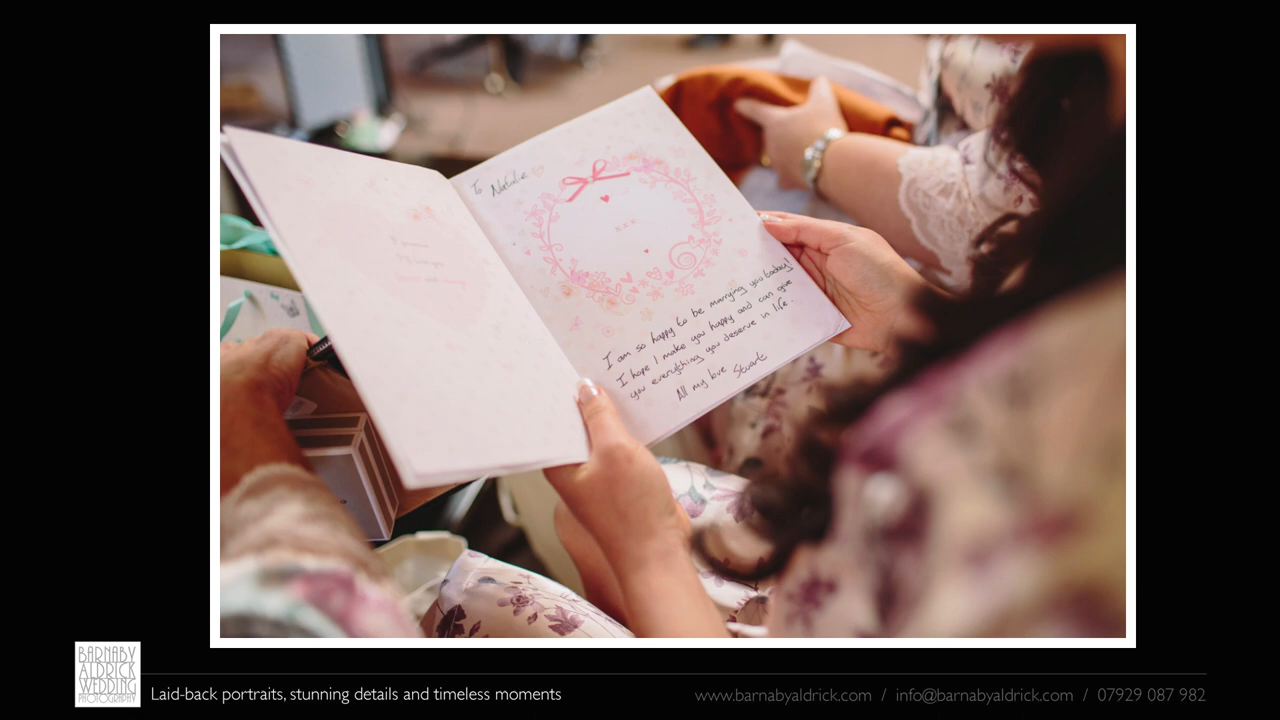 To Natalie
xxx
I am so happy to be marrying you today!
I hope I make you happy and can give
you everything you deserve in life.
All my love Stuart
BARNABY
ALDRICK
WEDDING
PHOTOGRAPHY
Laid-back portraits, stunning details and timeless moments
www.barnabyaldrick.com / info@barnabyaldrick.com / 07929 087 982